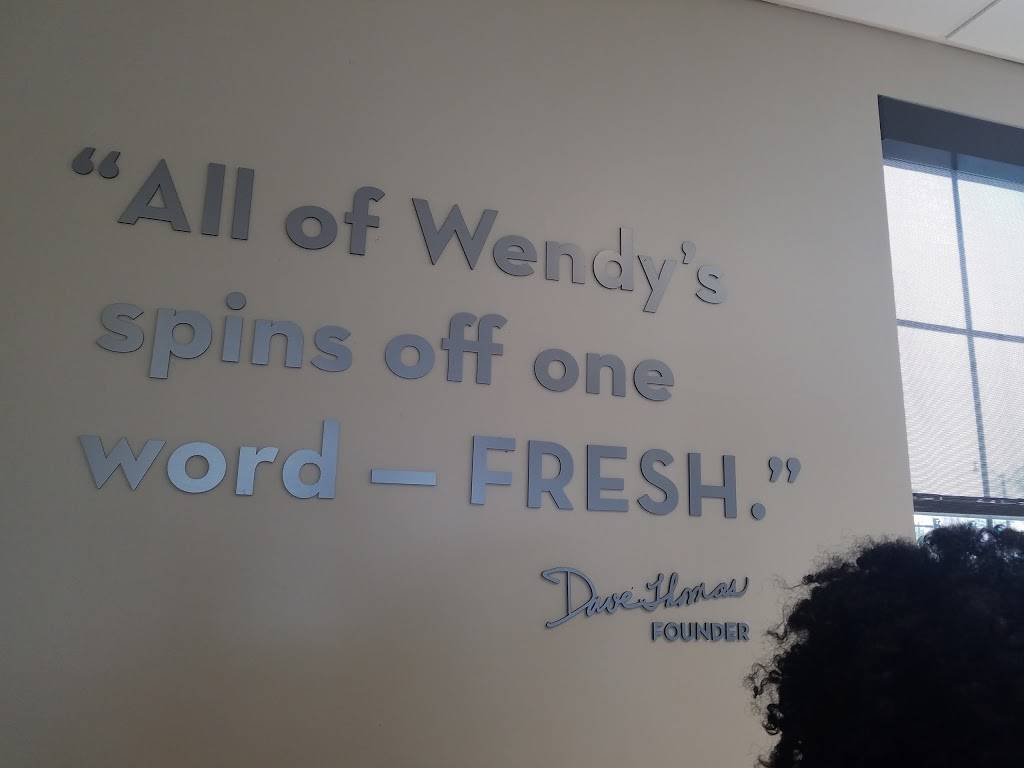 “All of Wendy’s
spins off one
word — FRESH.”
Dave Thomas
FOUNDER